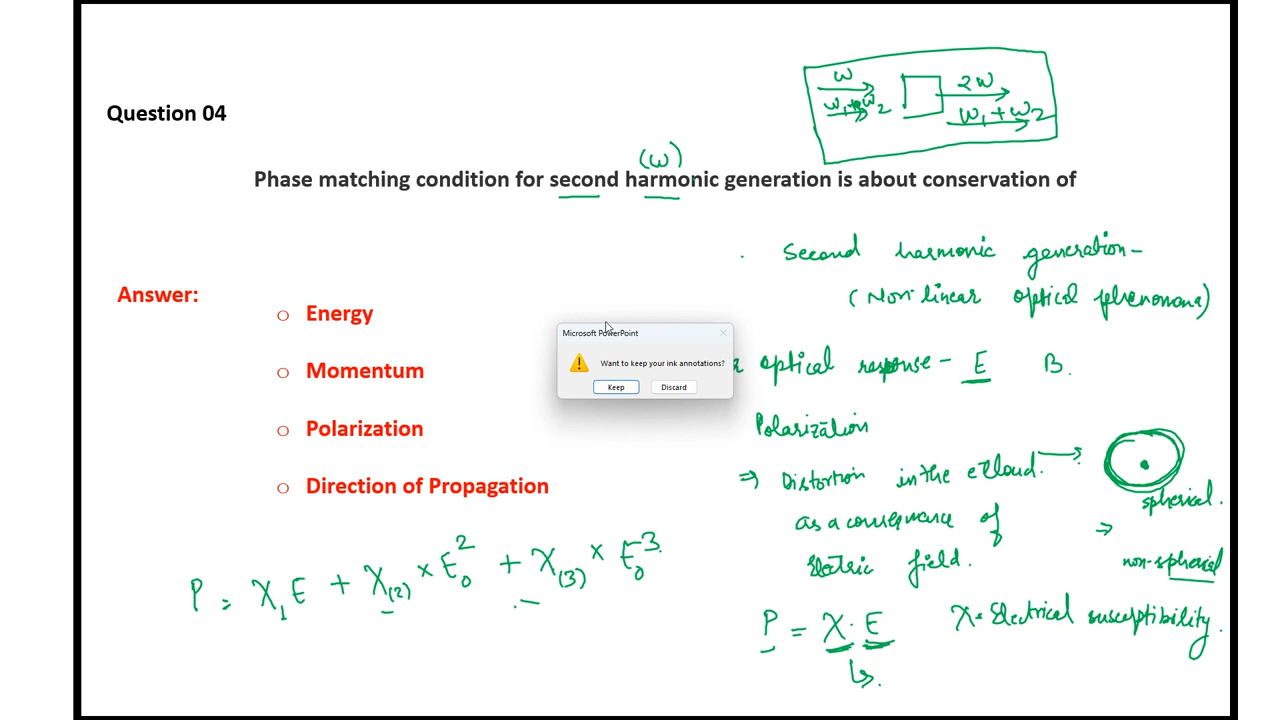 ω
2ω
ω₁+ω₂
ω₁+ω₂
Question 04
(ω)
Phase matching condition for second harmonic generation is about conservation of
. Second harmonic generation-
(Non-linear optical phenomana)
Answer:
o Energy
o Momentum
o Polarization
o Direction of Propagation
Microsoft PowerPoint
Want to keep your ink annotations?
Keep Discard
optical response - E B.
Polarization
⇒ Distortion in the e⁻ cloud. →
as a consequence of
Electric field.
spherical.
⇒
non-spherical
P = χ₁E + χ₍₂₎ × E₀² + χ₍₃₎ × E₀³.
P = χ · E
χ = Electrical susceptibility.
↳.